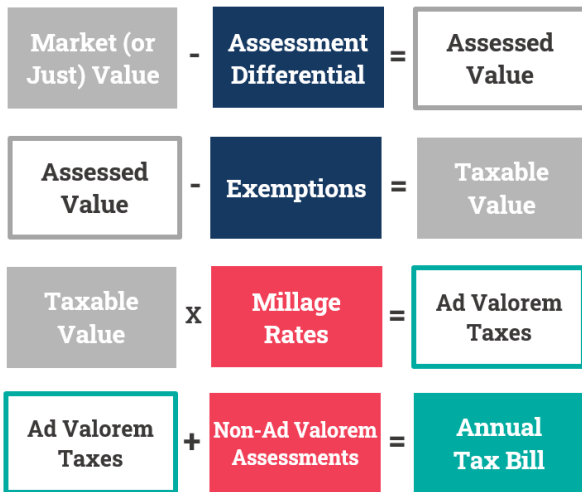 Market (or Just) Value - Assessment Differential = Assessed Value
Assessed Value - Exemptions = Taxable Value
Taxable Value x Millage Rates = Ad Valorem Taxes
Ad Valorem Taxes + Non-Ad Valorem Assessments = Annual Tax Bill